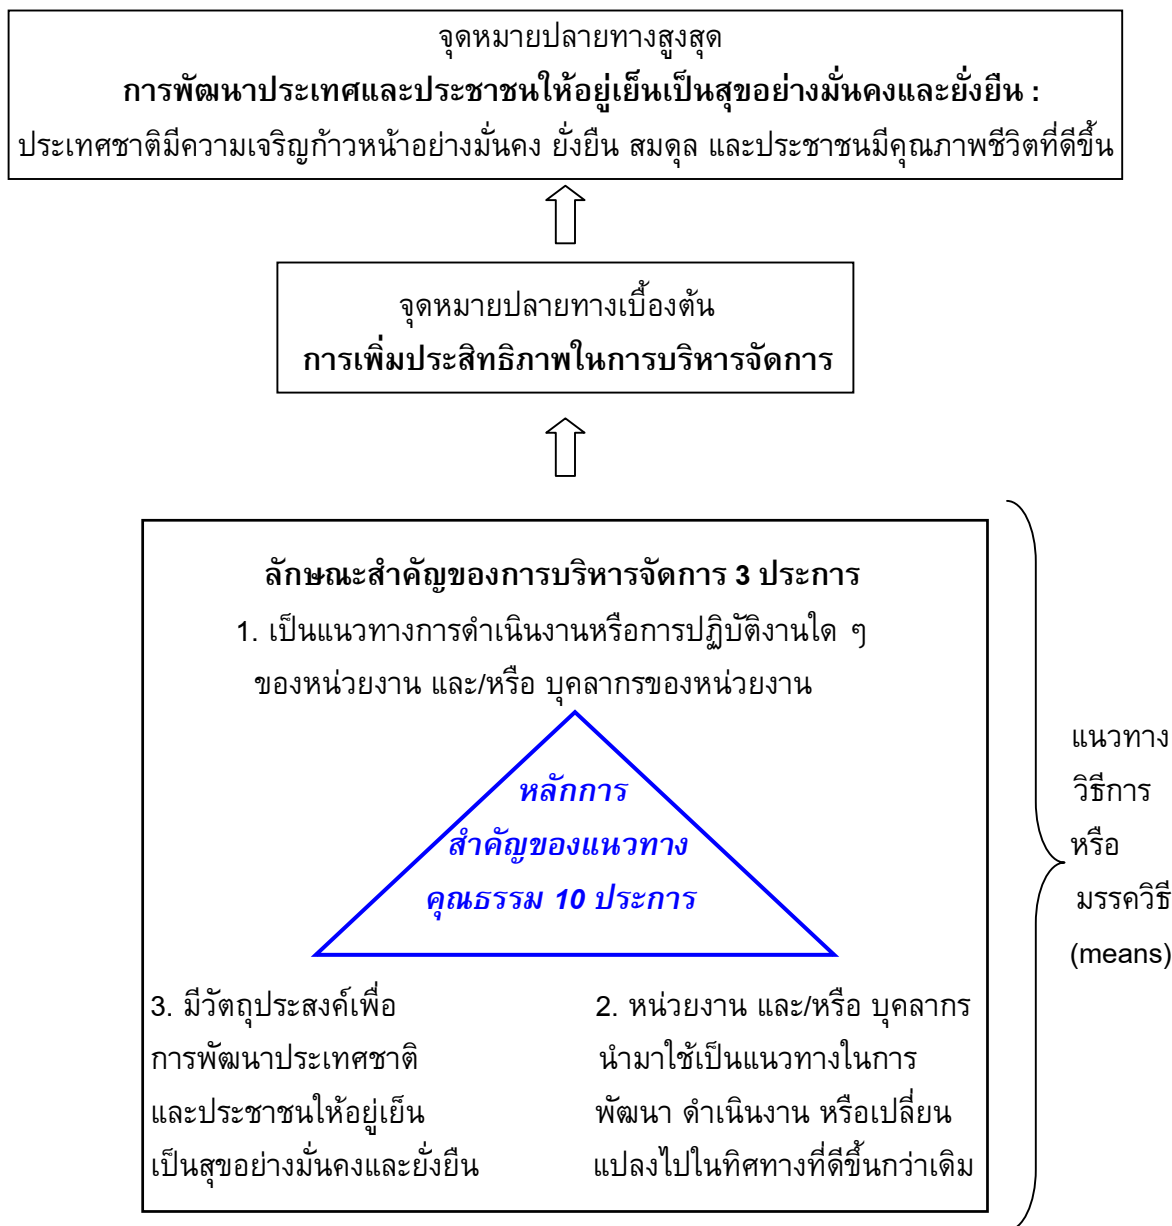 จุดหมายปลายทางสูงสุด
การพัฒนาประเทศและประชาชนให้อยู่เย็นเป็นสุขอย่างมั่นคงและยั่งยืน :
ประเทศชาติมีความเจริญก้าวหน้าอย่างมั่นคง ยั่งยืน สมดุล และประชาชนมีคุณภาพชีวิตที่ดีขึ้น
จุดหมายปลายทางเบื้องต้น
การเพิ่มประสิทธิภาพในการบริหารจัดการ
ลักษณะสำคัญของการบริหารจัดการ 3 ประการ
1. เป็นแนวทางการดำเนินงานหรือการปฏิบัติงานใด ๆ
ของหน่วยงาน และ/หรือ บุคลากรของหน่วยงาน
หลักการ
สำคัญของแนวทาง
คุณธรรม 10 ประการ
3. มีวัตถุประสงค์เพื่อ
การพัฒนาประเทศชาติ
และประชาชนให้อยู่เย็น
เป็นสุขอย่างมั่นคงและยั่งยืน
2. หน่วยงาน และ/หรือ บุคลากร
นำมาใช้เป็นแนวทางในการ
พัฒนา ดำเนินงาน หรือเปลี่ยน
แปลงไปในทิศทางที่ดีขึ้นกว่าเดิม
แนวทาง
วิธีการ
หรือ
มรรควิธี
(means)